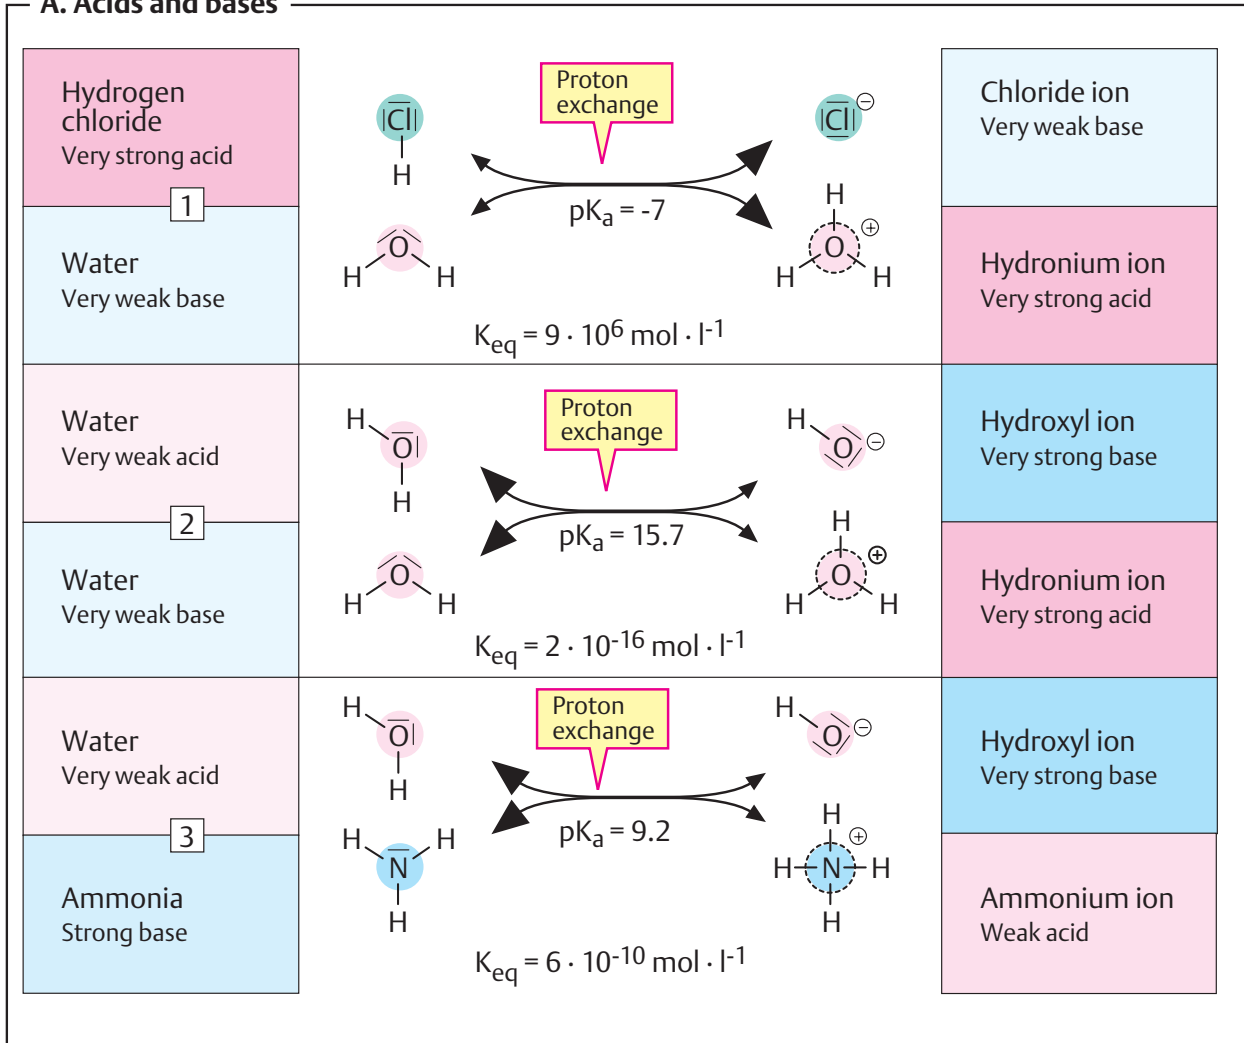 A. Acids and bases
Hydrogen
chloride
Very strong acid
1
Water
Very weak base
|Cl|
H
O
H H
Proton
exchange
pKa = -7
Keq = 9 · 10⁶ mol · l⁻¹
|Cl| ⊖
H
O ⊕
H H
Chloride ion
Very weak base
Hydronium ion
Very strong acid
Water
Very weak acid
2
Water
Very weak base
H
O|
H
O
H H
Proton
exchange
pKa = 15.7
Keq = 2 · 10⁻¹⁶ mol · l⁻¹
H
O ⊖
H
O ⊕
H H
Hydroxyl ion
Very strong base
Hydronium ion
Very strong acid
Water
Very weak acid
3
Ammonia
Strong base
H
O|
H
H H
N
H
Proton
exchange
pKa = 9.2
Keq = 6 · 10⁻¹⁰ mol · l⁻¹
H
O ⊖
H
H N H ⊕
H
Hydroxyl ion
Very strong base
Ammonium ion
Weak acid